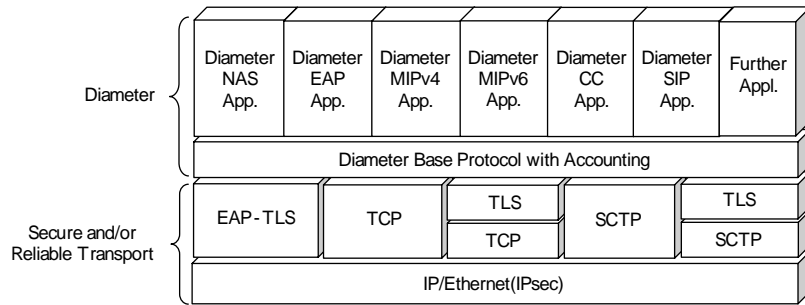 Diameter
NAS
App.
Diameter
EAP
App.
Diameter
MIPv4
App.
Diameter
MIPv6
App.
Diameter
CC
App.
Diameter
SIP
App.
Further
Appl.
Diameter
Diameter Base Protocol with Accounting
Secure and/or
Reliable Transport
EAP-TLS
TCP
TLS
TCP
SCTP
TLS
SCTP
IP/Ethernet(IPsec)